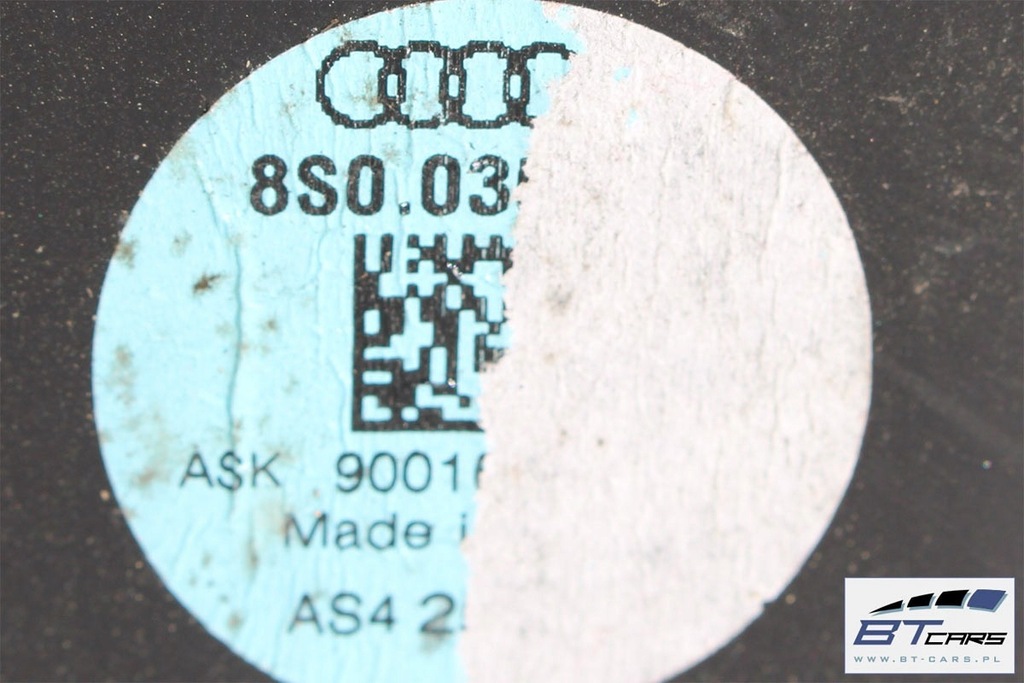 8S0.03
ASK 9001
Made
AS4 2
BT CARS
WWW.BT-CARS.PL